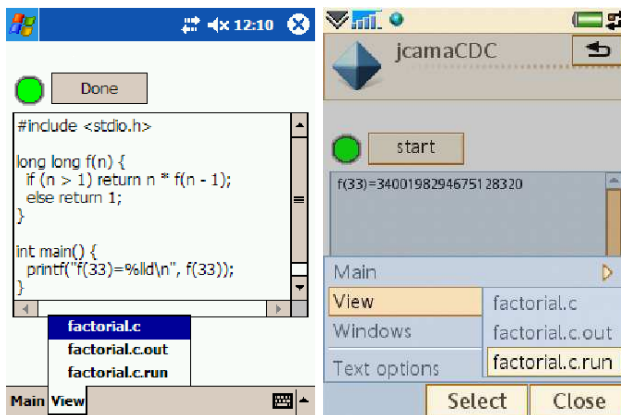 12:10
Done
#include <stdio.h>
long long f(n) {
if (n > 1) return n * f(n - 1);
else return 1;
}
int main() {
printf("f(33)=%lld\n", f(33));
}
factorial.c
factorial.c.out
factorial.c.run
Main View
jcamaCDC
start
f(33)=3400198294675128320
Main
View
factorial.c
Windows
factorial.c.out
Text options
factorial.c.run
Select Close